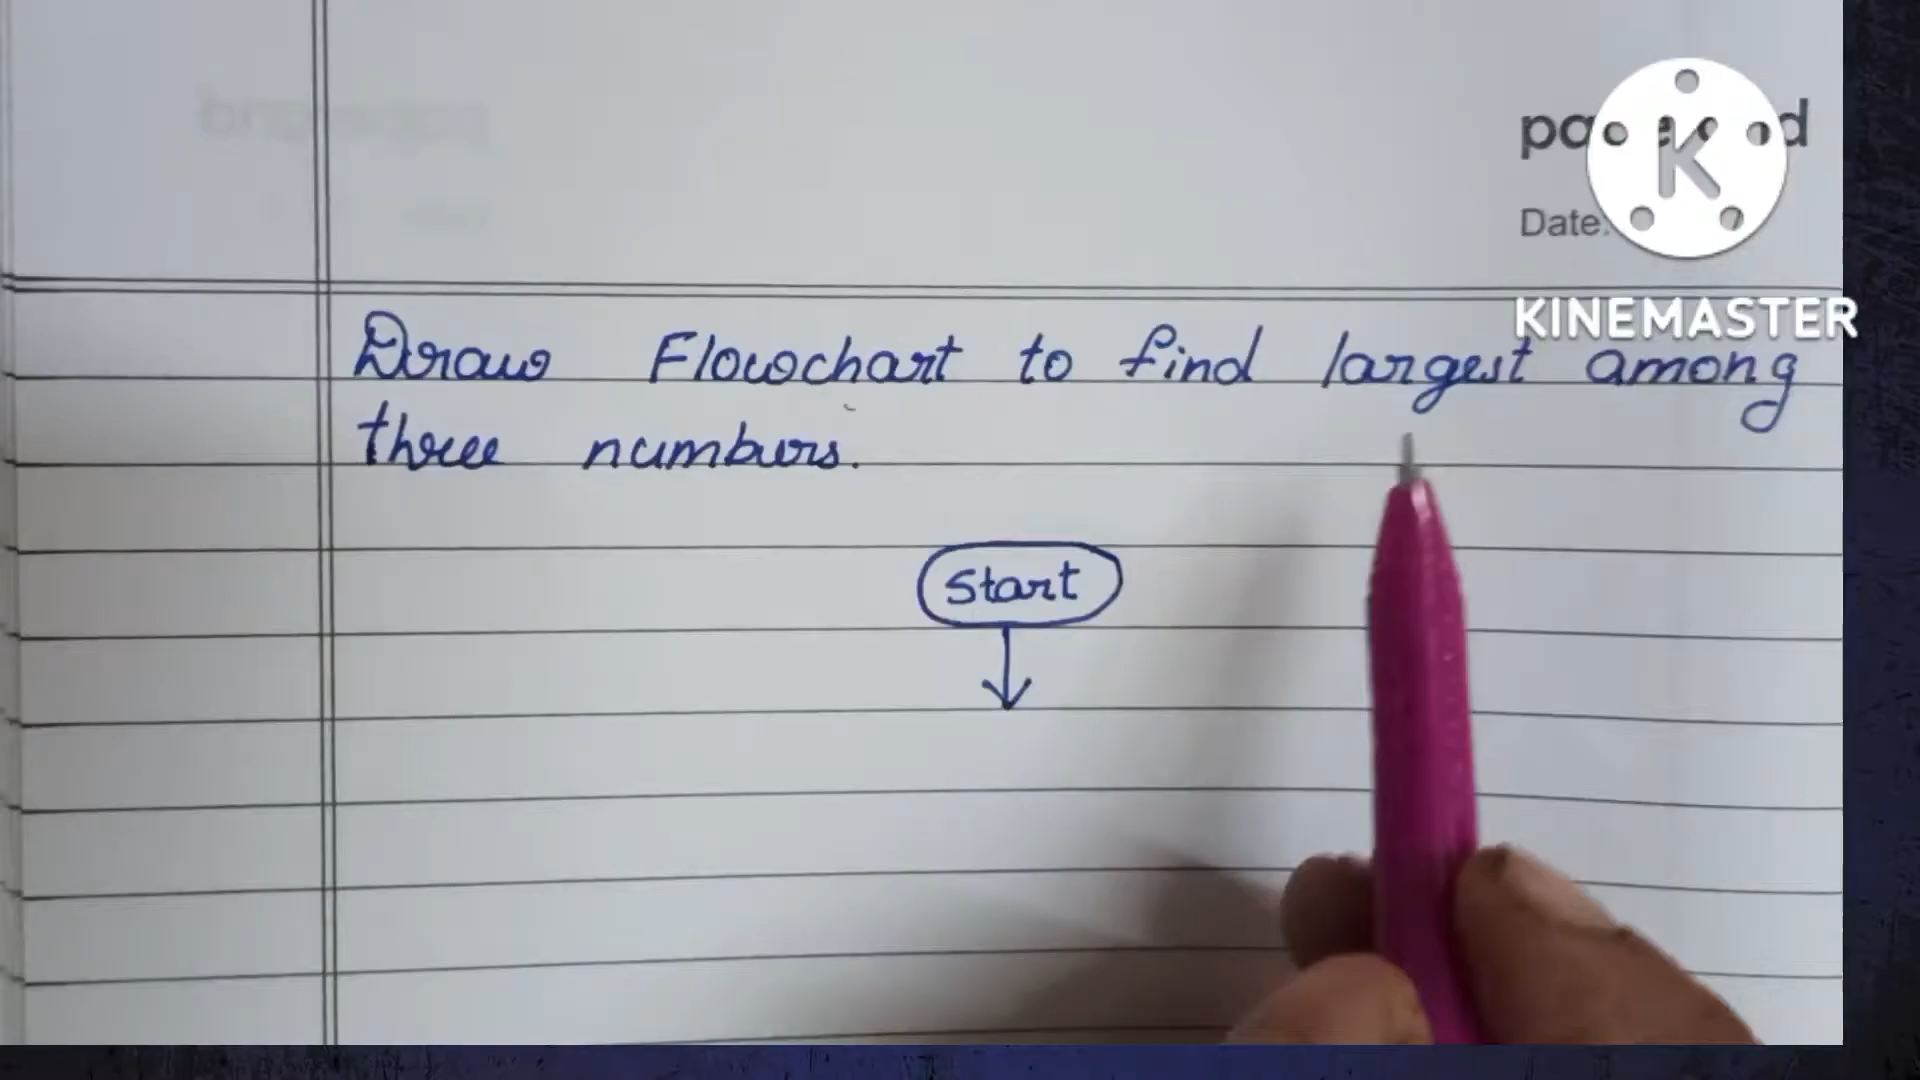 Date:
KINEMASTER
Draw Flowchart to find largest among
three numbers.
Start